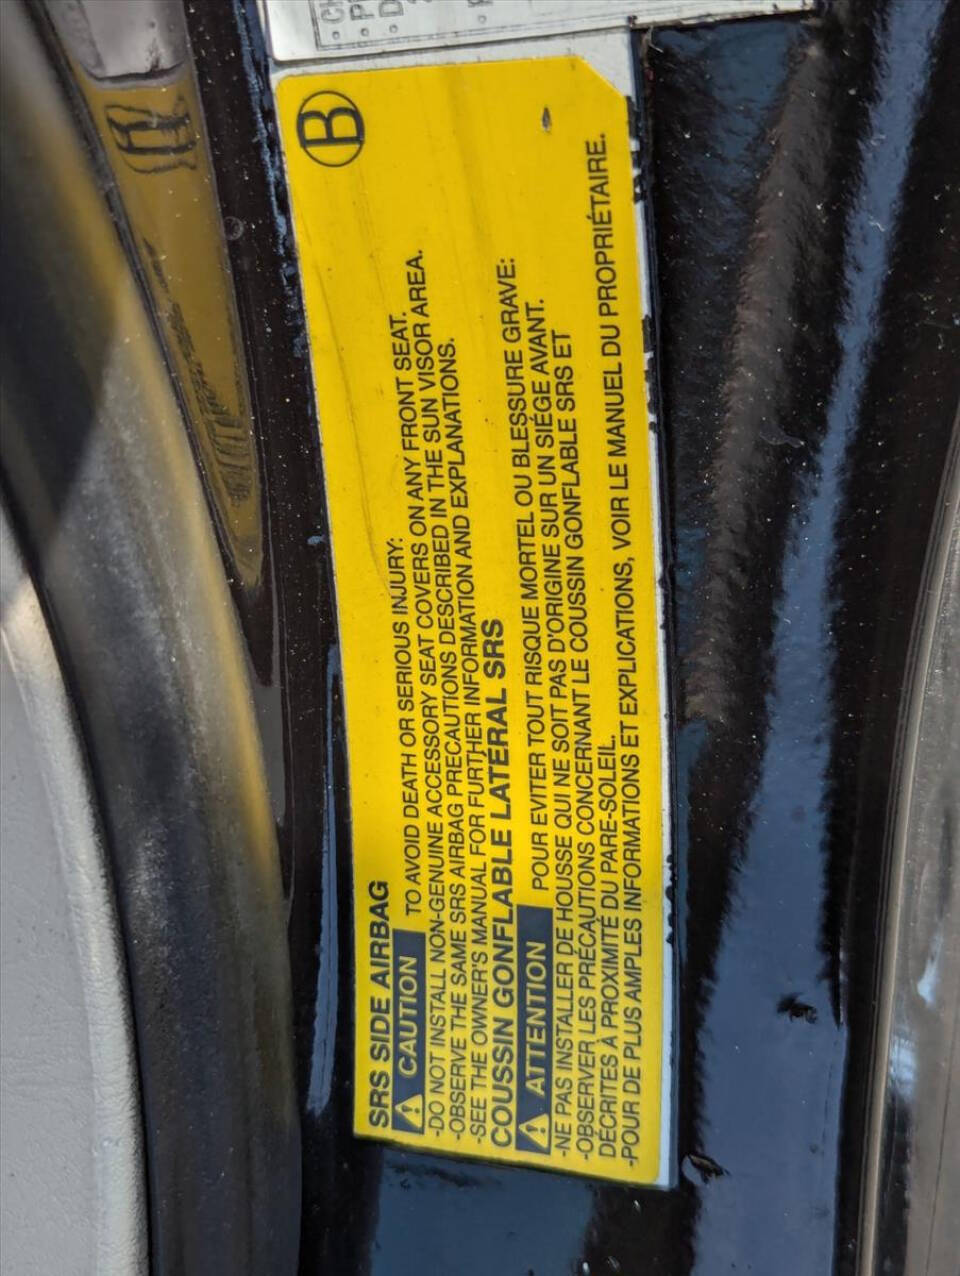 B
SRS SIDE AIRBAG
CAUTION TO AVOID DEATH OR SERIOUS INJURY:
-DO NOT INSTALL NON-GENUINE ACCESSORY SEAT COVERS ON ANY FRONT SEAT.
-OBSERVE THE SAME SRS AIRBAG PRECAUTIONS DESCRIBED IN THE SUN VISOR AREA.
-SEE THE OWNER'S MANUAL FOR FURTHER INFORMATION AND EXPLANATIONS.
COUSSIN GONFLABLE LATÉRAL SRS
ATTENTION POUR EVITER TOUT RISQUE MORTEL OU BLESSURE GRAVE:
-NE PAS INSTALLER DE HOUSSE QUI NE SOIT PAS D'ORIGINE SUR UN SIÉGE AVANT.
-OBSERVER LES PRÉCAUTIONS CONCERNANT LE COUSSIN GONFLABLE SRS ET
DÉCRITES À PROXIMITÉ DU PARE-SOLEIL.
-POUR DE PLUS AMPLES INFORMATIONS ET EXPLICATIONS, VOIR LE MANUEL DU PROPRIÉTAIRE.